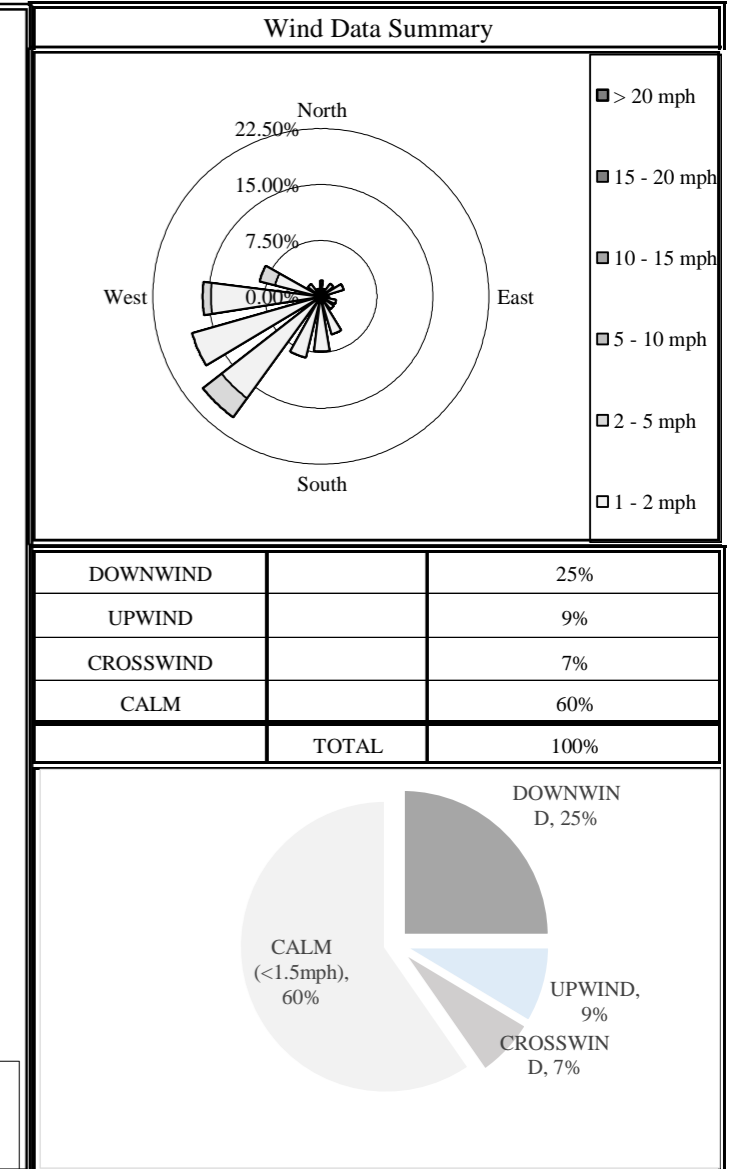 Wind Data Summary
North
22.50%
15.00%
7.50%
0.00%
West
East
South
> 20 mph
15 - 20 mph
10 - 15 mph
5 - 10 mph
2 - 5 mph
1 - 2 mph
DOWNWIND 25%
UPWIND 9%
CROSSWIND 7%
CALM 60%
TOTAL 100%
DOWNWIN
D, 25%
CALM
(<1.5mph),
60%
UPWIND,
9%
CROSSWIN
D, 7%